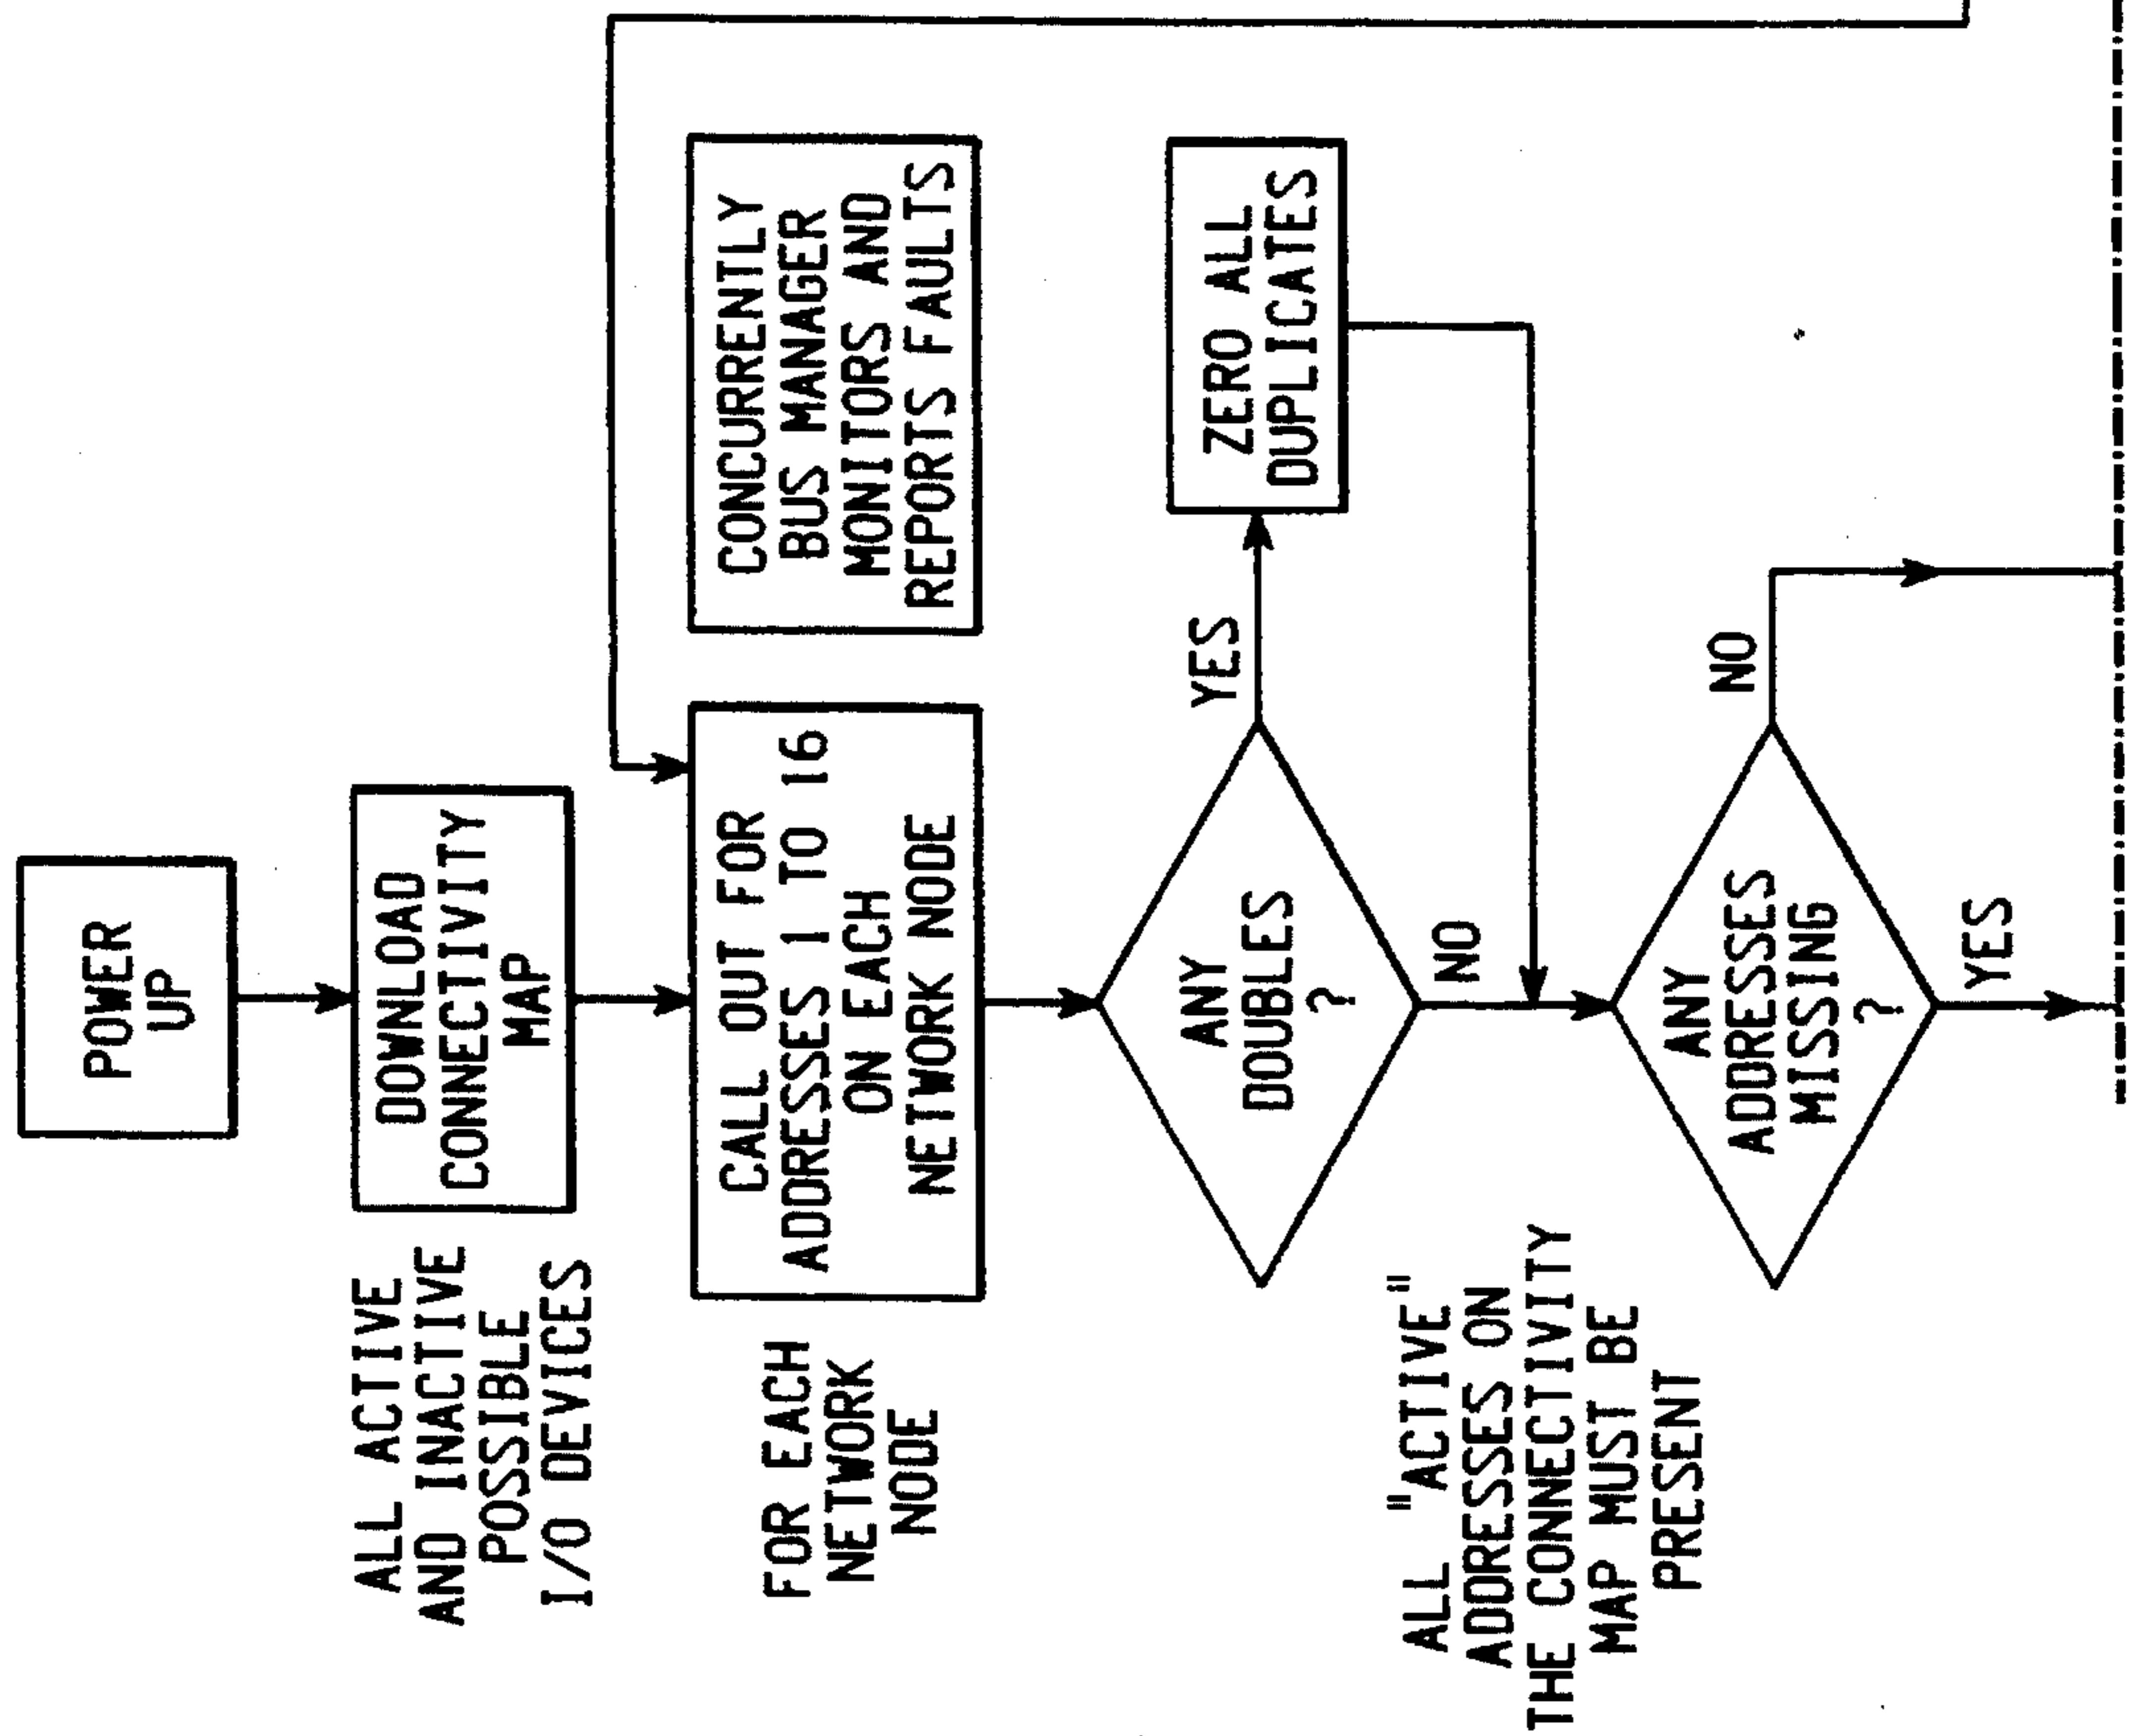 POWER
UP
ALL ACTIVE
AND INACTIVE
POSSIBLE
I/O DEVICES
DOWNLOAD
CONNECTIVITY
MAP
FOR EACH
NETWORK
NODE
CALL OUT FOR
ADDRESSES 1 TO 16
ON EACH
NETWORK NODE
CONCURRENTLY
BUS MANAGER
MONITORS AND
REPORTS FAULTS
ANY
DOUBLES
?
YES
ZERO ALL
DUPLICATES
NO
ALL "ACTIVE"
ADDRESSES ON
THE CONNECTIVITY
MAP MUST BE
PRESENT
ANY
ADDRESSES
MISSING
?
NO
YES